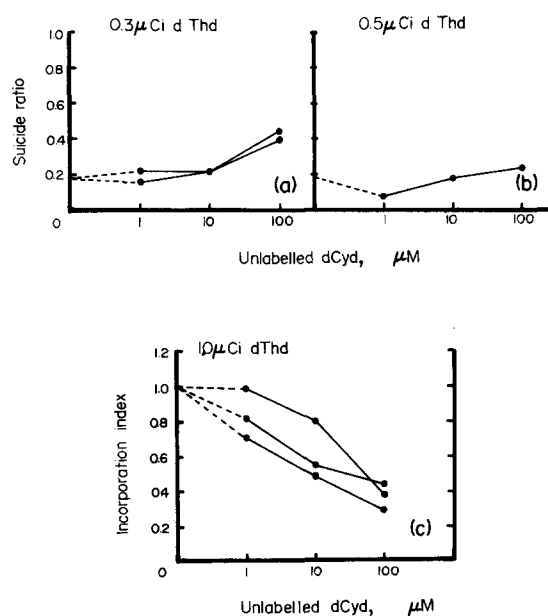 0.3μCi d Thd
0.5μCi d Thd
Suicide ratio
1.0
0.8
0.6
0.4
0.2
(a)
(b)
1 10 100
1 10 100
Unlabelled dCyd, μM
1.0μCi dThd
Incorporation index
1.2
1.0
0.8
0.6
0.4
0.2
(c)
1 10 100
Unlabelled dCyd, μM